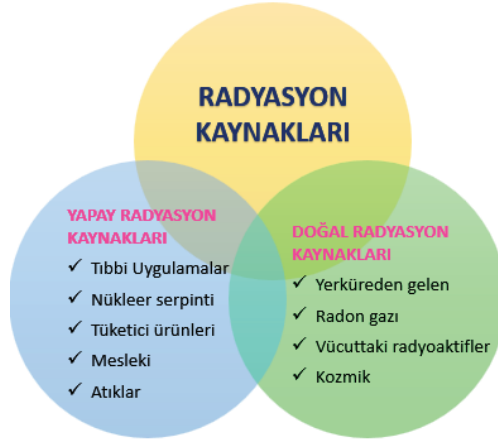 RADYASYON
KAYNAKLARI
YAPAY RADYASYON
KAYNAKLARI
✓ Tıbbi Uygulamalar
✓ Nükleer serpinti
✓ Tüketici ürünleri
✓ Mesleki
✓ Atıklar
DOĞAL RADYASYON
KAYNAKLARI
✓ Yerküreden gelen
✓ Radon gazı
✓ Vücuttaki radyoaktifler
✓ Kozmik